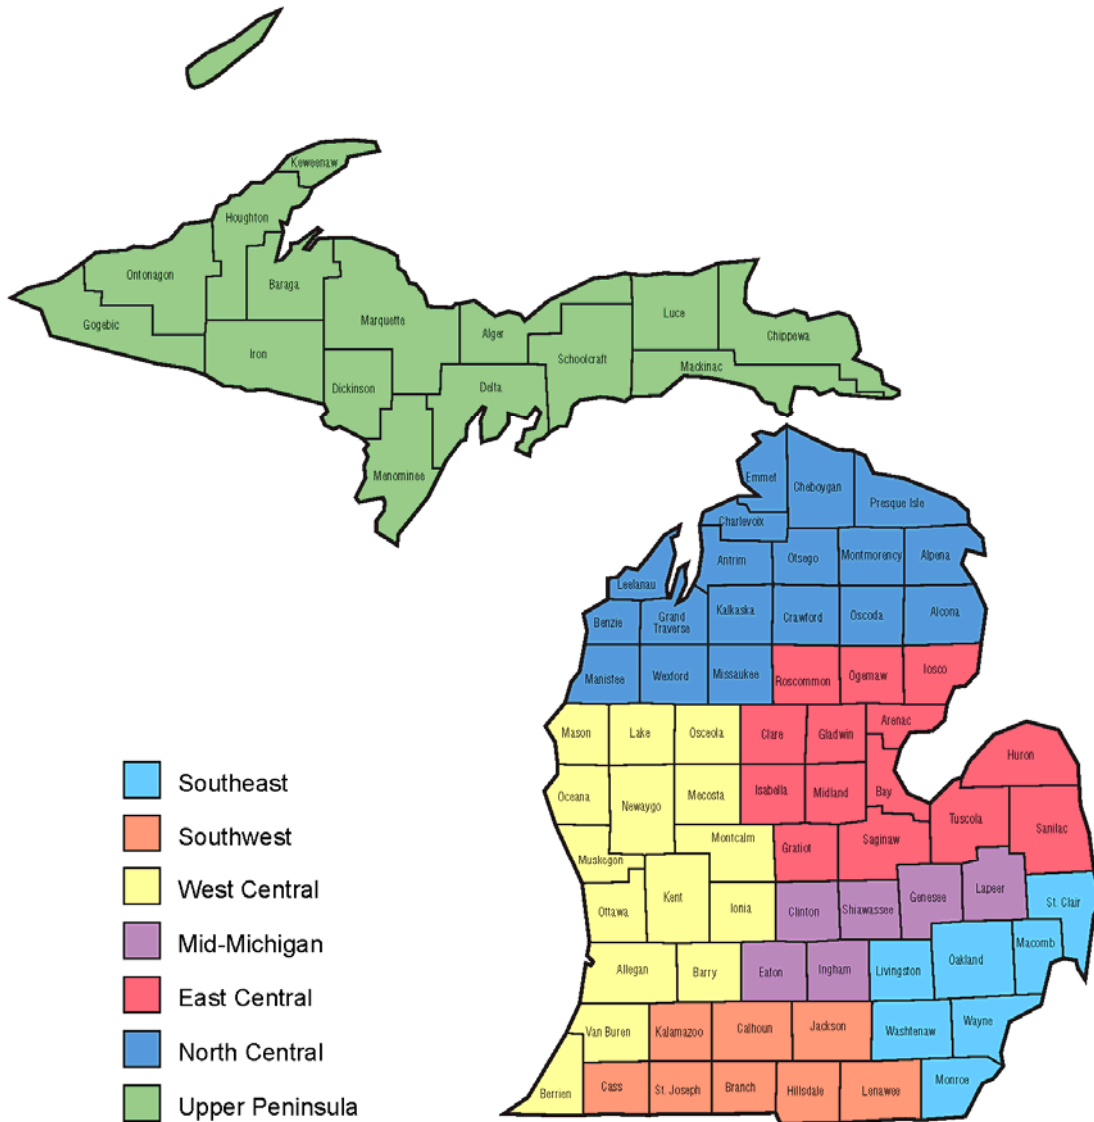 Keweenaw
Houghton
Ontonagon
Baraga
Gogebic
Marquette
Iron
Alger
Luce
Chippewa
Schoolcraft
Mackinac
Dickinson
Delta
Menominee
Emmet
Cheboygan
Presque Isle
Charlevoix
Antrim
Otsego
Montmorency
Alpena
Leelanau
Benzie
Grand
Traverse
Kalkaska
Crawford
Oscoda
Alcona
Manistee
Wexford
Missaukee
Roscommon
Ogemaw
Iosco
Mason
Lake
Osceola
Clare
Gladwin
Arenac
Huron
Oceana
Newaygo
Mecosta
Isabella
Midland
Bay
Tuscola
Sanilac
Muskegon
Montcalm
Gratiot
Saginaw
Ottawa
Kent
Ionia
Clinton
Shiawassee
Genesee
Lapeer
St. Clair
Allegan
Barry
Eaton
Ingham
Livingston
Oakland
Macomb
Van Buren
Kalamazoo
Calhoun
Jackson
Washtenaw
Wayne
Berrien
Cass
St. Joseph
Branch
Hillsdale
Lenawee
Monroe
Southeast
Southwest
West Central
Mid-Michigan
East Central
North Central
Upper Peninsula